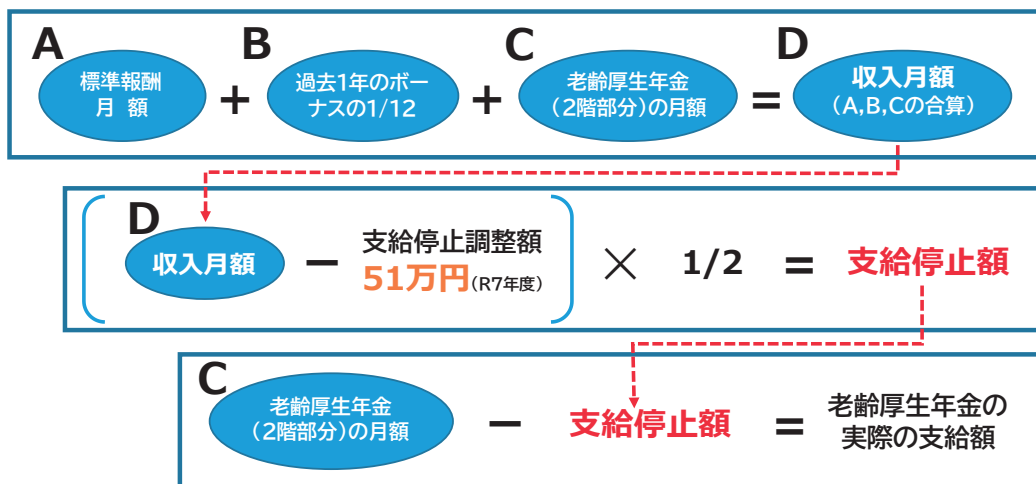 A
標準報酬
月 額
+
B
過去1年のボー
ナスの1/12
+
C
老齢厚生年金
(2階部分)の月額
=
D
収入月額
(A,B,Cの合算)
D
収入月額
−
支給停止調整額
51万円(R7年度)
×
1/2
=
支給停止額
C
老齢厚生年金
(2階部分)の月額
−
支給停止額
=
老齢厚生年金の
実際の支給額